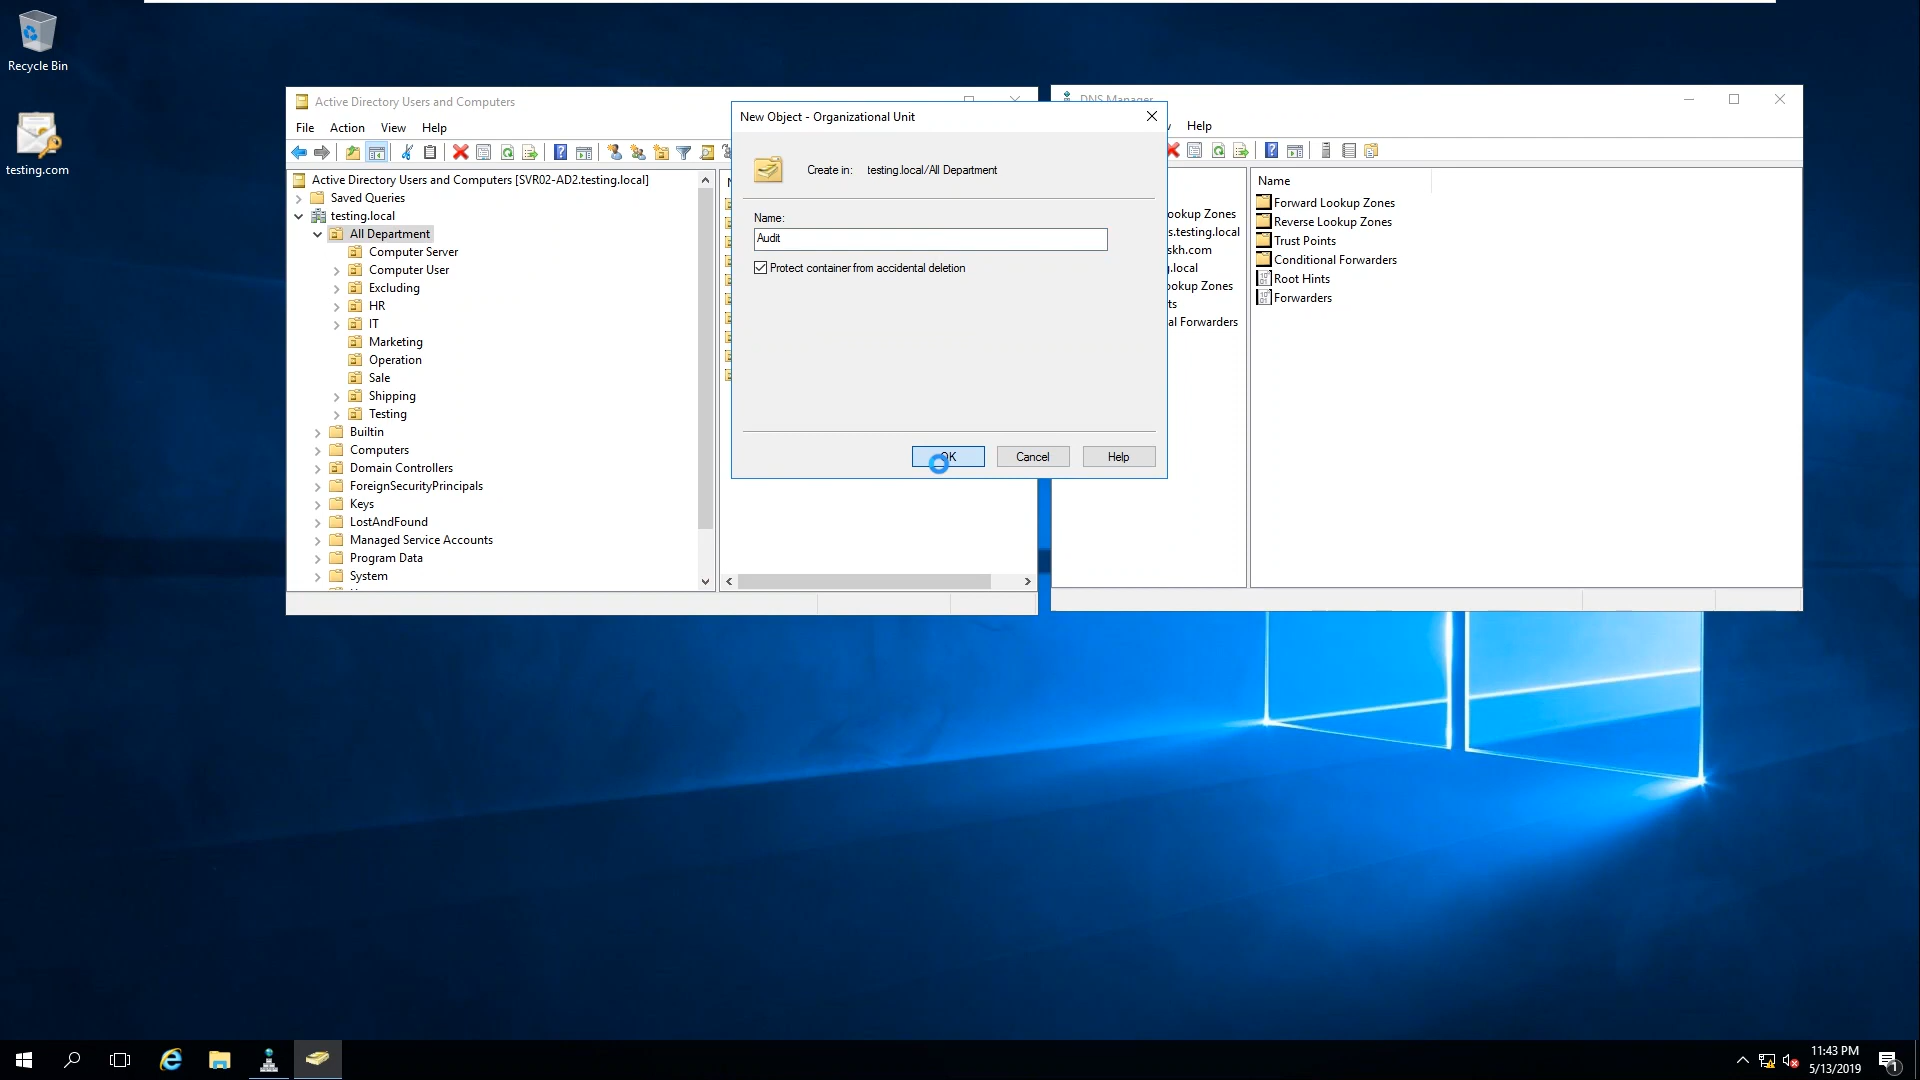 Recycle Bin
testing.com
Active Directory Users and Computers
File Action View Help
Active Directory Users and Computers [SVR02-AD2.testing.local]
Saved Queries
testing.local
All Department
Computer Server
Computer User
Excluding
HR
IT
Marketing
Operation
Sale
Shipping
Testing
Builtin
Computers
Domain Controllers
ForeignSecurityPrincipals
Keys
LostAndFound
Managed Service Accounts
Program Data
System
New Object - Organizational Unit
Create in: testing.local/All Department
Name:
Audit
Protect container from accidental deletion
OK Cancel Help
DNS Manager
Help
ookup Zones
s.testing.local
skh.com
g.local
ookup Zones
ts
al Forwarders
Name
Forward Lookup Zones
Reverse Lookup Zones
Trust Points
Conditional Forwarders
Root Hints
Forwarders
11:43 PM
5/13/2019
1